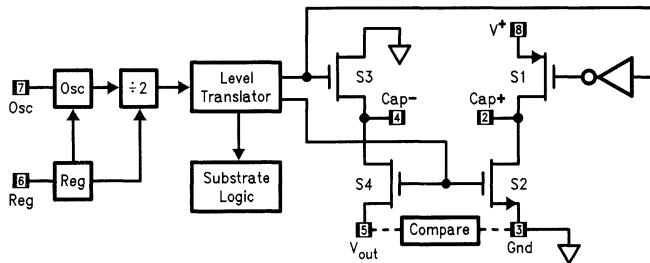 8
V+
7
Osc
÷2
Level
Translator
S3
S1
Osc
Cap-
4
Cap+
2
6
Reg
Reg
Substrate
Logic
S4
S2
5
Compare
3
Vout
Gnd